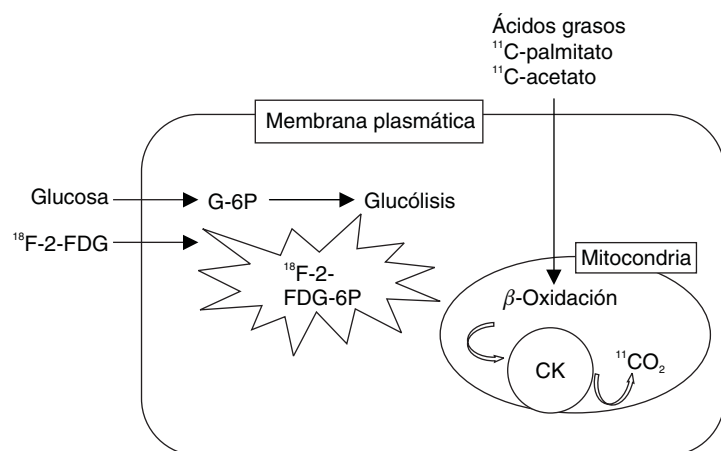 Ácidos grasos
¹¹C-palmitato
¹¹C-acetato
Membrana plasmática
Glucosa
G-6P
Glucólisis
¹⁸F-2-FDG
¹⁸F-2-
FDG-6P
Mitocondria
β-Oxidación
CK
¹¹CO₂